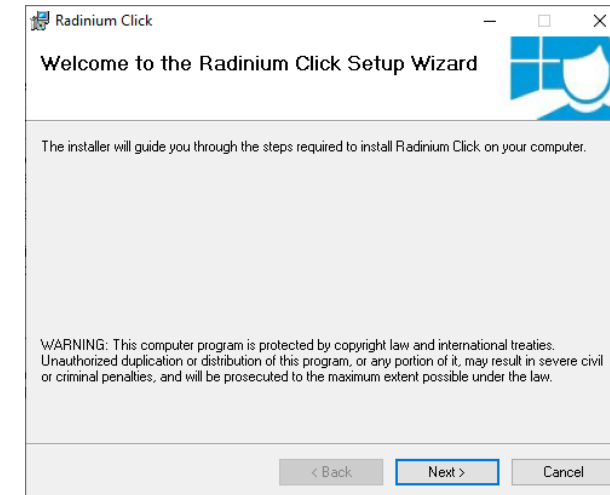 Radinium Click
Welcome to the Radinium Click Setup Wizard
The installer will guide you through the steps required to install Radinium Click on your computer.
WARNING: This computer program is protected by copyright law and international treaties.
Unauthorized duplication or distribution of this program, or any portion of it, may result in severe civil
or criminal penalties, and will be prosecuted to the maximum extent possible under the law.
< Back
Next >
Cancel